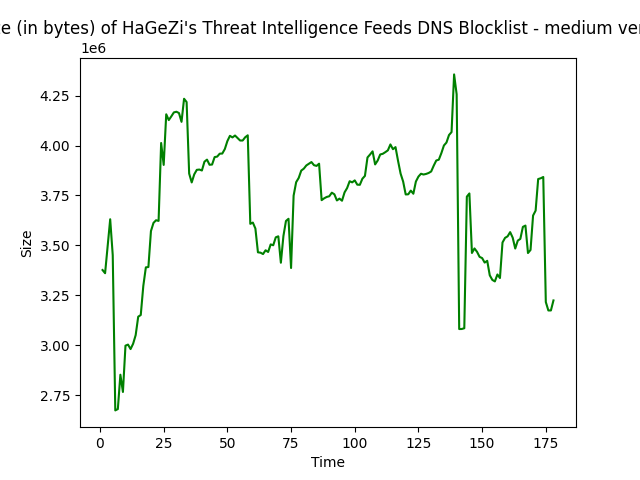 (in bytes) of HaGeZi's Threat Intelligence Feeds DNS Blocklist - medium
1e6
4.25
4.00
3.75
3.50
3.25
3.00
2.75
Size
0 25 50 75 100 125 150 175
Time